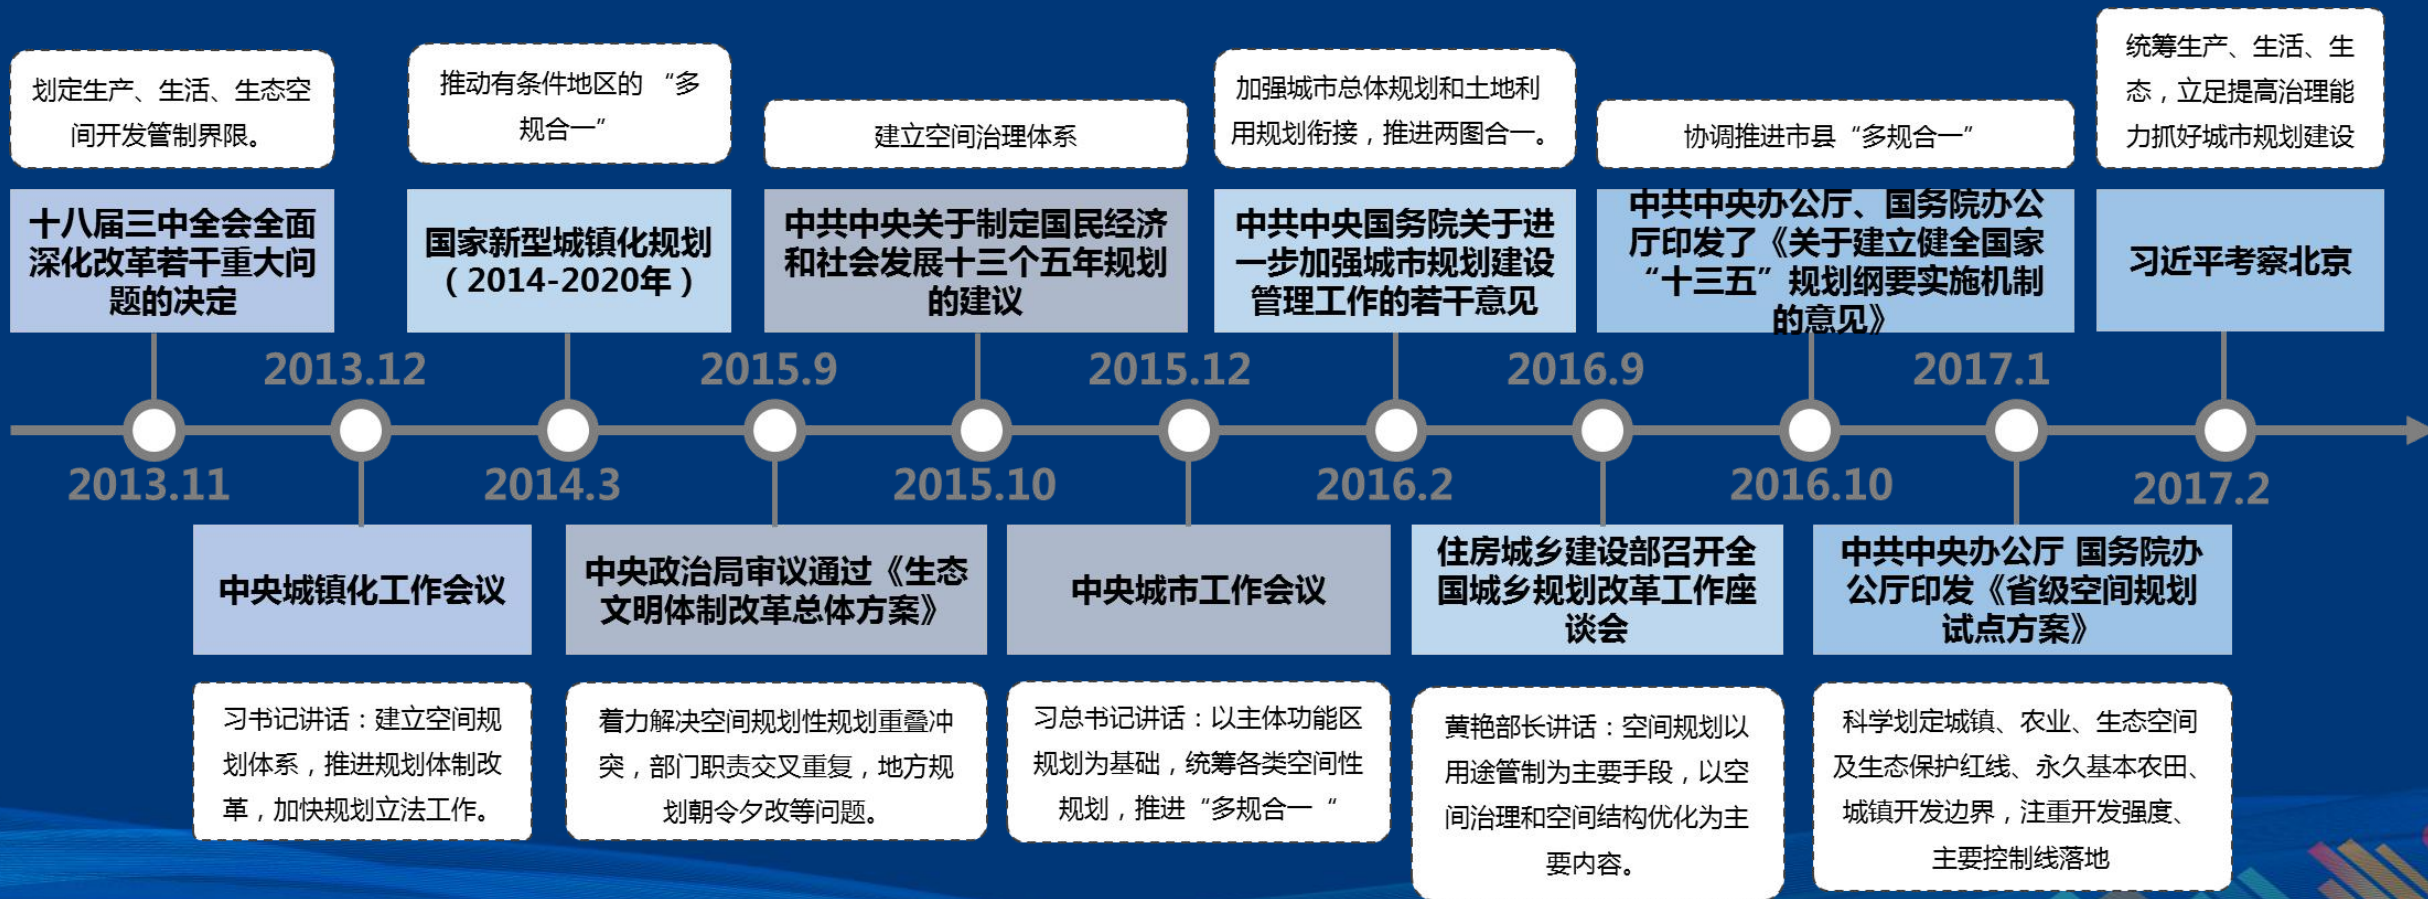 划定生产、生活、生态空
间开发管制界限。
十八届三中全会全面
深化改革若干重大问
题的决定
2013.11
2013.12
中央城镇化工作会议
习书记讲话：建立空间规
划体系，推进规划体制改
革，加快规划立法工作。
推动有条件地区的 “多
规合一”
国家新型城镇化规划
（2014-2020年）
2014.3
2015.9
中央政治局审议通过《生态
文明体制改革总体方案》
着力解决空间规划性规划重叠冲
突，部门职责交叉重复，地方规
划朝令夕改等问题。
建立空间治理体系
中共中央关于制定国民经济
和社会发展十三个五年规划
的建议
2015.10
2015.12
中央城市工作会议
习总书记讲话：以主体功能区
规划为基础，统筹各类空间性
规划，推进“多规合一“
加强城市总体规划和土地利
用规划衔接，推进两图合一。
中共中央国务院关于进
一步加强城市规划建设
管理工作的若干意见
2016.2
2016.9
住房城乡建设部召开全
国城乡规划改革工作座
谈会
黄艳部长讲话：空间规划以
用途管制为主要手段，以空
间治理和空间结构优化为主
要内容。
协调推进市县“多规合一”
中共中央办公厅、国务院办公
厅印发了《关于建立健全国家
“十三五”规划纲要实施机制
的意见》
2016.10
2017.1
中共中央办公厅 国务院办
公厅印发《省级空间规划
试点方案》
科学划定城镇、农业、生态空间
及生态保护红线、永久基本农田、
城镇开发边界，注重开发强度、
主要控制线落地
统筹生产、生活、生
态，立足提高治理能
力抓好城市规划建设
习近平考察北京
2017.2